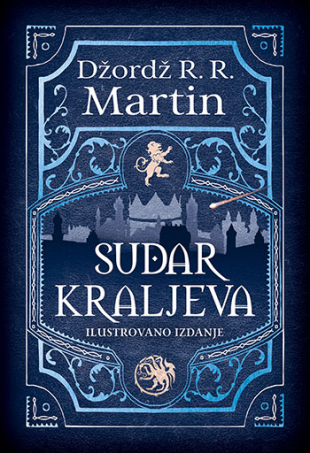 Džordž R. R.
Martin
SUDAR
KRALJEVA
ILUSTROVANO IZDANJE